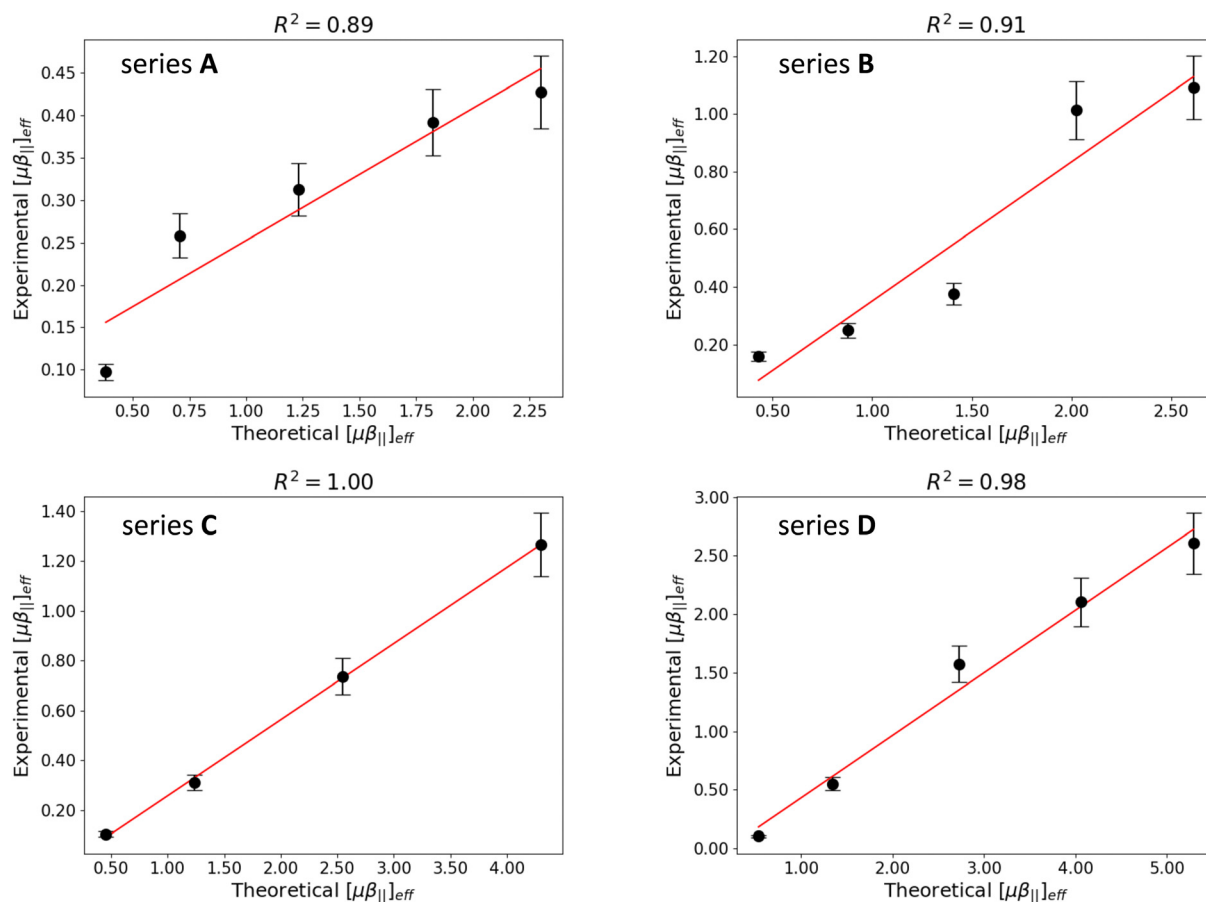 R² = 0.89
series A
0.45
0.40
0.35
0.30
0.25
0.20
0.15
0.10
Experimental [μβ||]eff
0.50 0.75 1.00 1.25 1.50 1.75 2.00 2.25
Theoretical [μβ||]eff
R² = 0.91
series B
1.20
1.00
0.80
0.60
0.40
0.20
Experimental [μβ||]eff
0.50 1.00 1.50 2.00 2.50
Theoretical [μβ||]eff
R² = 1.00
series C
1.40
1.20
1.00
0.80
0.60
0.40
0.20
Experimental [μβ||]eff
0.50 1.00 1.50 2.00 2.50 3.00 3.50 4.00
Theoretical [μβ||]eff
R² = 0.98
series D
3.00
2.50
2.00
1.50
1.00
0.50
0.00
Experimental [μβ||]eff
1.00 2.00 3.00 4.00 5.00
Theoretical [μβ||]eff